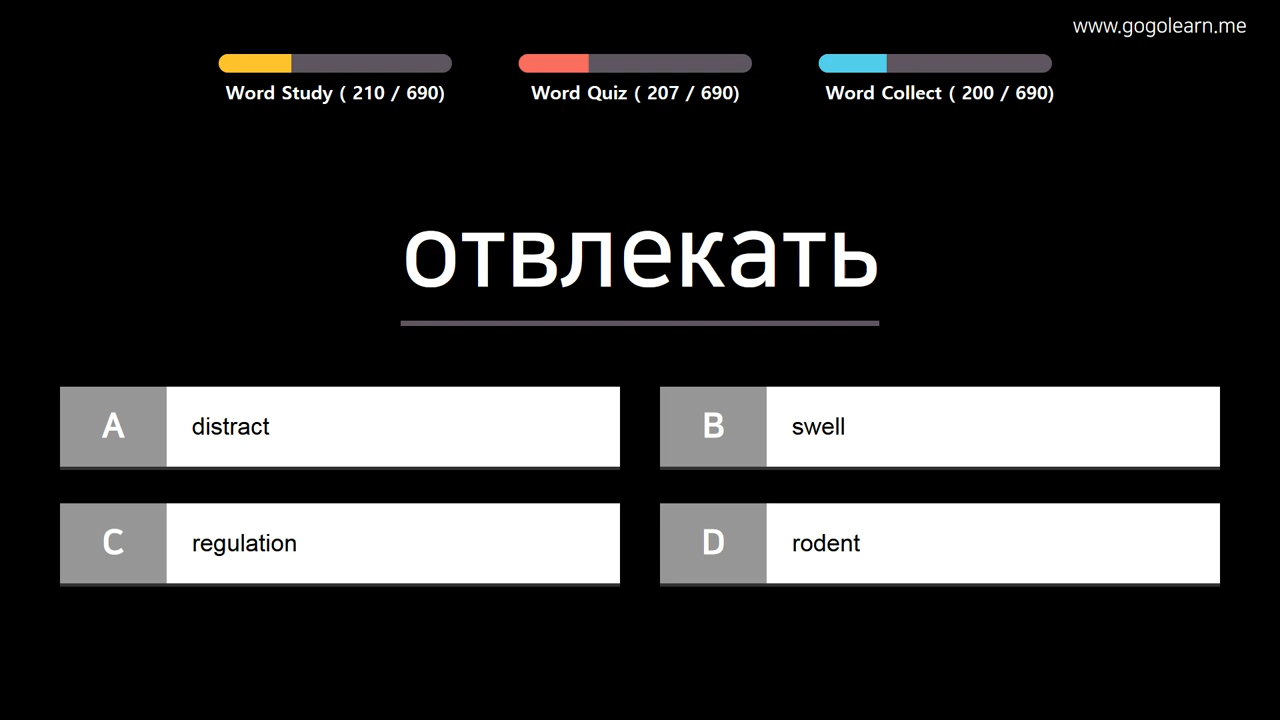 www.gogolearn.me
Word Study ( 210 / 690)
Word Quiz ( 207 / 690)
Word Collect ( 200 / 690)
отвлекать
A distract
B swell
C regulation
D rodent